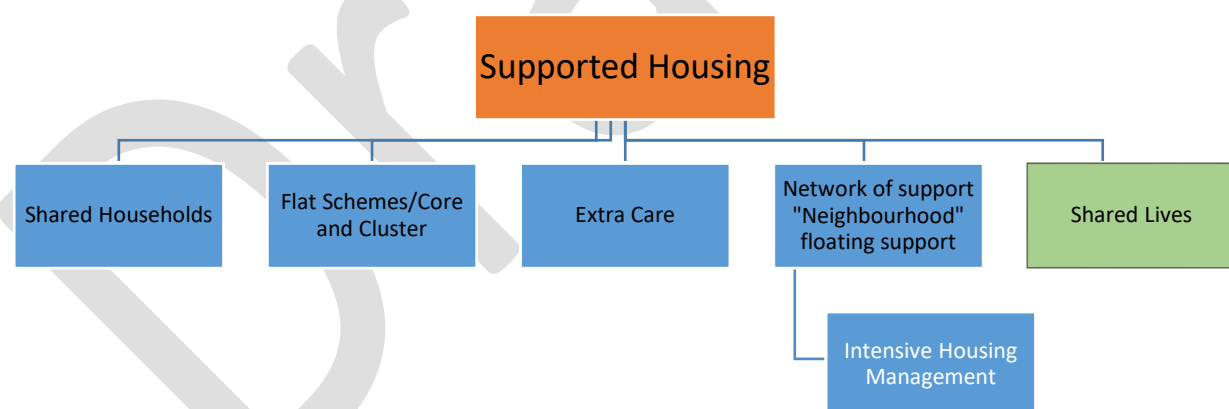 Supported Housing
Shared Households
Flat Schemes/Core
and Cluster
Extra Care
Network of support
"Neighbourhood"
floating support
Shared Lives
Intensive Housing
Management